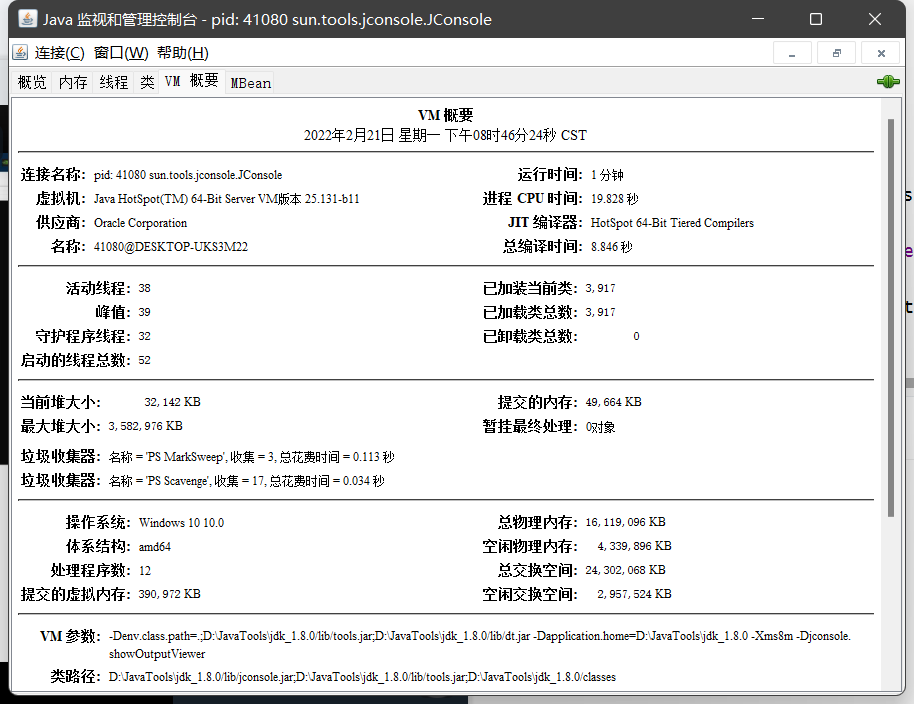 Java 监视和管理控制台 - pid: 41080 sun.tools.jconsole.JConsole
连接(C) 窗口(W) 帮助(H)
概览 内存 线程 类 VM 概要 MBean
VM 概要
2022年2月21日 星期一 下午08时46分24秒 CST
连接名称: pid: 41080 sun.tools.jconsole.JConsole 运行时间: 1 分钟
虚拟机: Java HotSpot(TM) 64-Bit Server VM版本 25.131-b11 进程 CPU 时间: 19.828 秒
供应商: Oracle Corporation JIT 编译器: HotSpot 64-Bit Tiered Compilers
名称: 41080@DESKTOP-UKS3M22 总编译时间: 8.846 秒
活动线程: 38 已加装当前类: 3,917
峰值: 39 已加载类总数: 3,917
守护程序线程: 32 已卸载类总数: 0
启动的线程总数: 52
当前堆大小: 32,142 KB 提交的内存: 49,664 KB
最大堆大小: 3,582,976 KB 暂挂最终处理: 0对象
垃圾收集器: 名称 = 'PS MarkSweep', 收集 = 3, 总花费时间 = 0.113 秒
垃圾收集器: 名称 = 'PS Scavenge', 收集 = 17, 总花费时间 = 0.034 秒
操作系统: Windows 10 10.0 总物理内存: 16,119,096 KB
体系结构: amd64 空闲物理内存: 4,339,896 KB
处理程序数: 12 总交换空间: 24,302,068 KB
提交的虚拟内存: 390,972 KB 空闲交换空间: 2,957,524 KB
VM 参数: -Denv.class.path=.;D:\JavaTools\jdk_1.8.0/lib/tools.jar;D:\JavaTools\jdk_1.8.0/lib/dt.jar -Dapplication.home=D:\JavaTools\jdk_1.8.0 -Xms8m -Djconsole.
showOutputViewer
类路径: D:\JavaTools\jdk_1.8.0/lib/jconsole.jar;D:\JavaTools\jdk_1.8.0/lib/tools.jar;D:\JavaTools\jdk_1.8.0/classes